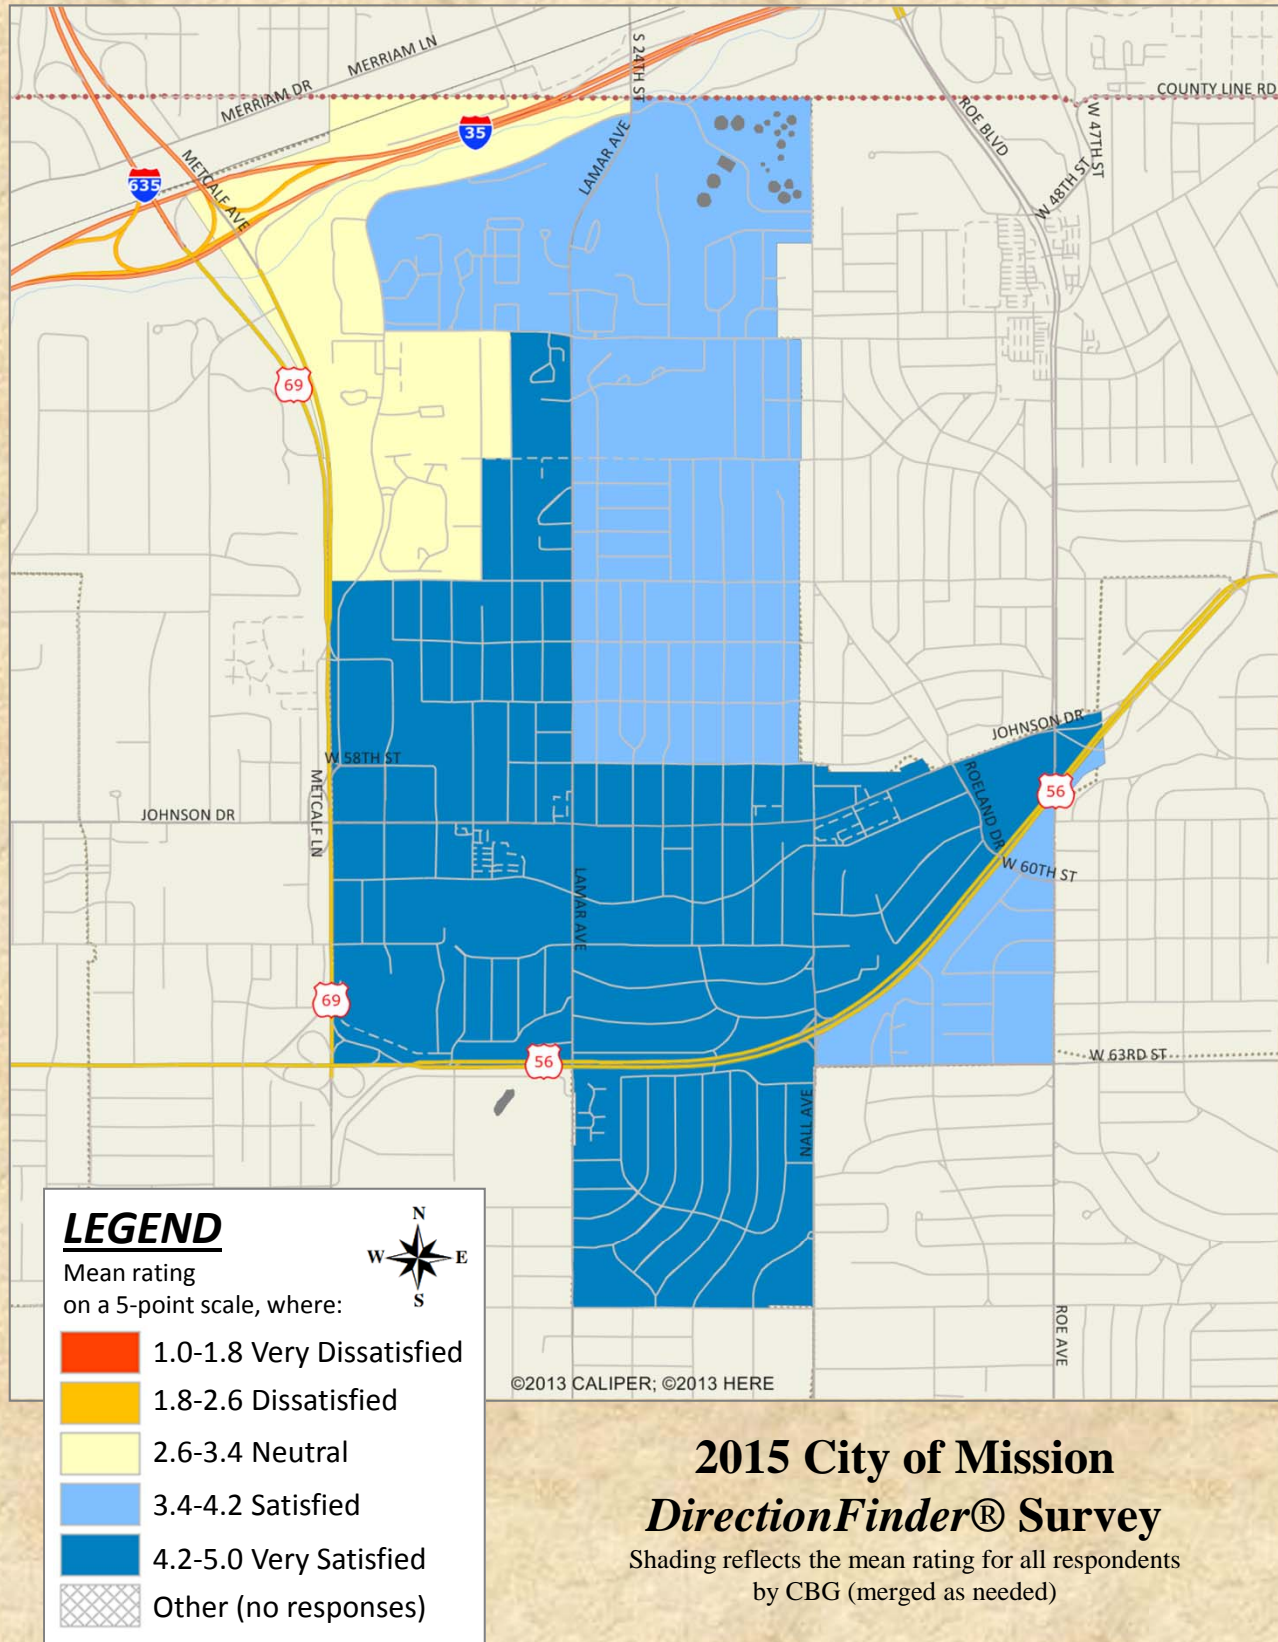 MERRIAM LN
S 24TH ST
MERRIAM DR
COUNTY LINE RD
ROE BLVD
W 47TH ST
35
LAMAR AVE
METCALF AVE
635
W 48TH ST
69
JOHNSON DR
W 58TH ST
METCALF LN
ROELAND DR
56
JOHNSON DR
W 60TH ST
LAMAR AVE
69
56
W 63RD ST
NALL AVE
ROE AVE
©2013 CALIPER; ©2013 HERE
LEGEND
N
W E
S
Mean rating
on a 5-point scale, where:
1.0-1.8 Very Dissatisfied
1.8-2.6 Dissatisfied
2.6-3.4 Neutral
3.4-4.2 Satisfied
4.2-5.0 Very Satisfied
Other (no responses)
2015 City of Mission
DirectionFinder® Survey
Shading reflects the mean rating for all respondents
by CBG (merged as needed)